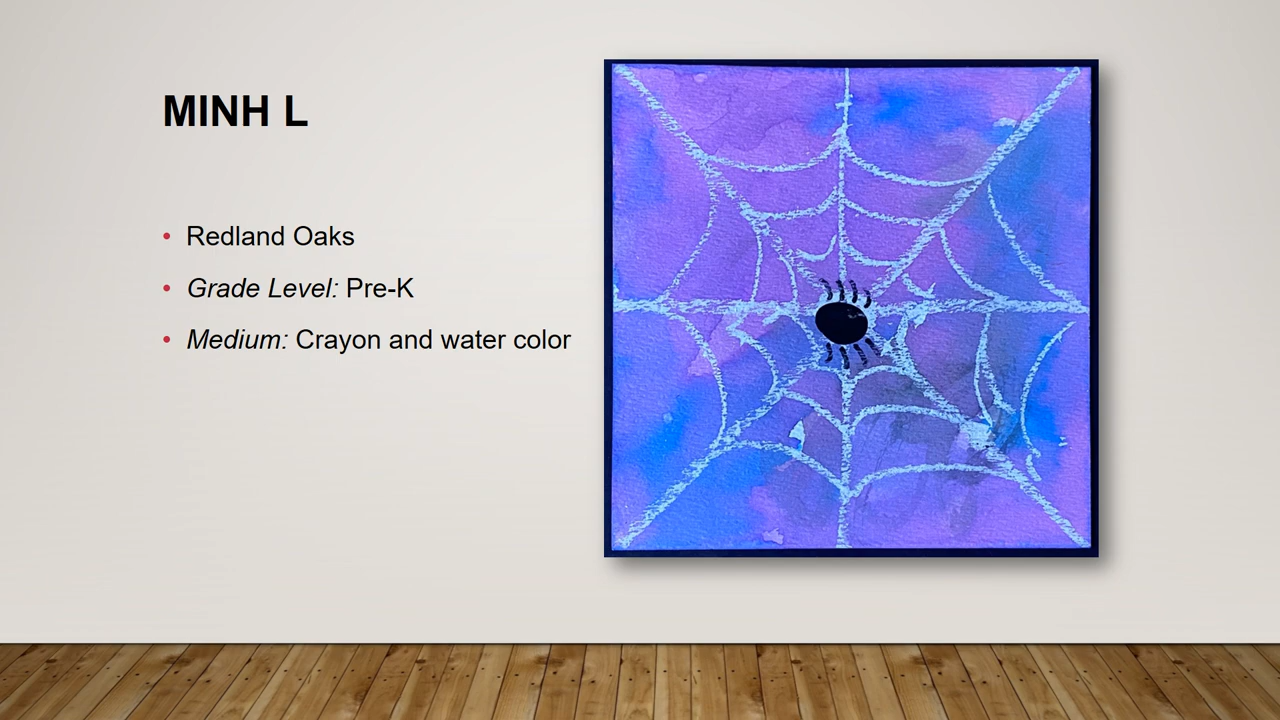 MINH L
Redland Oaks
Grade Level: Pre-K
Medium: Crayon and water color